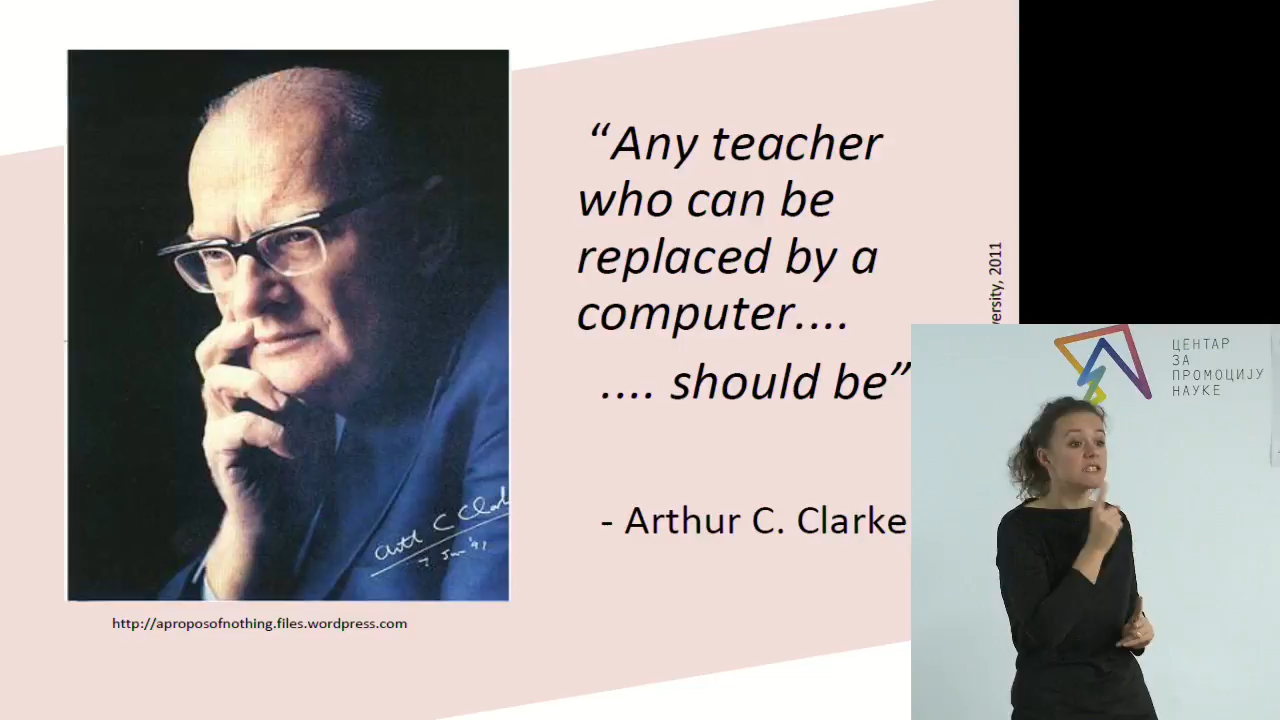 “Any teacher
who can be
replaced by a
computer....
.... should be”
- Arthur C. Clarke
http://aproposofnothing.files.wordpress.com
2011
ЦЕНТАР
ЗА
ПРОМОЦИЈУ
НАУКЕ